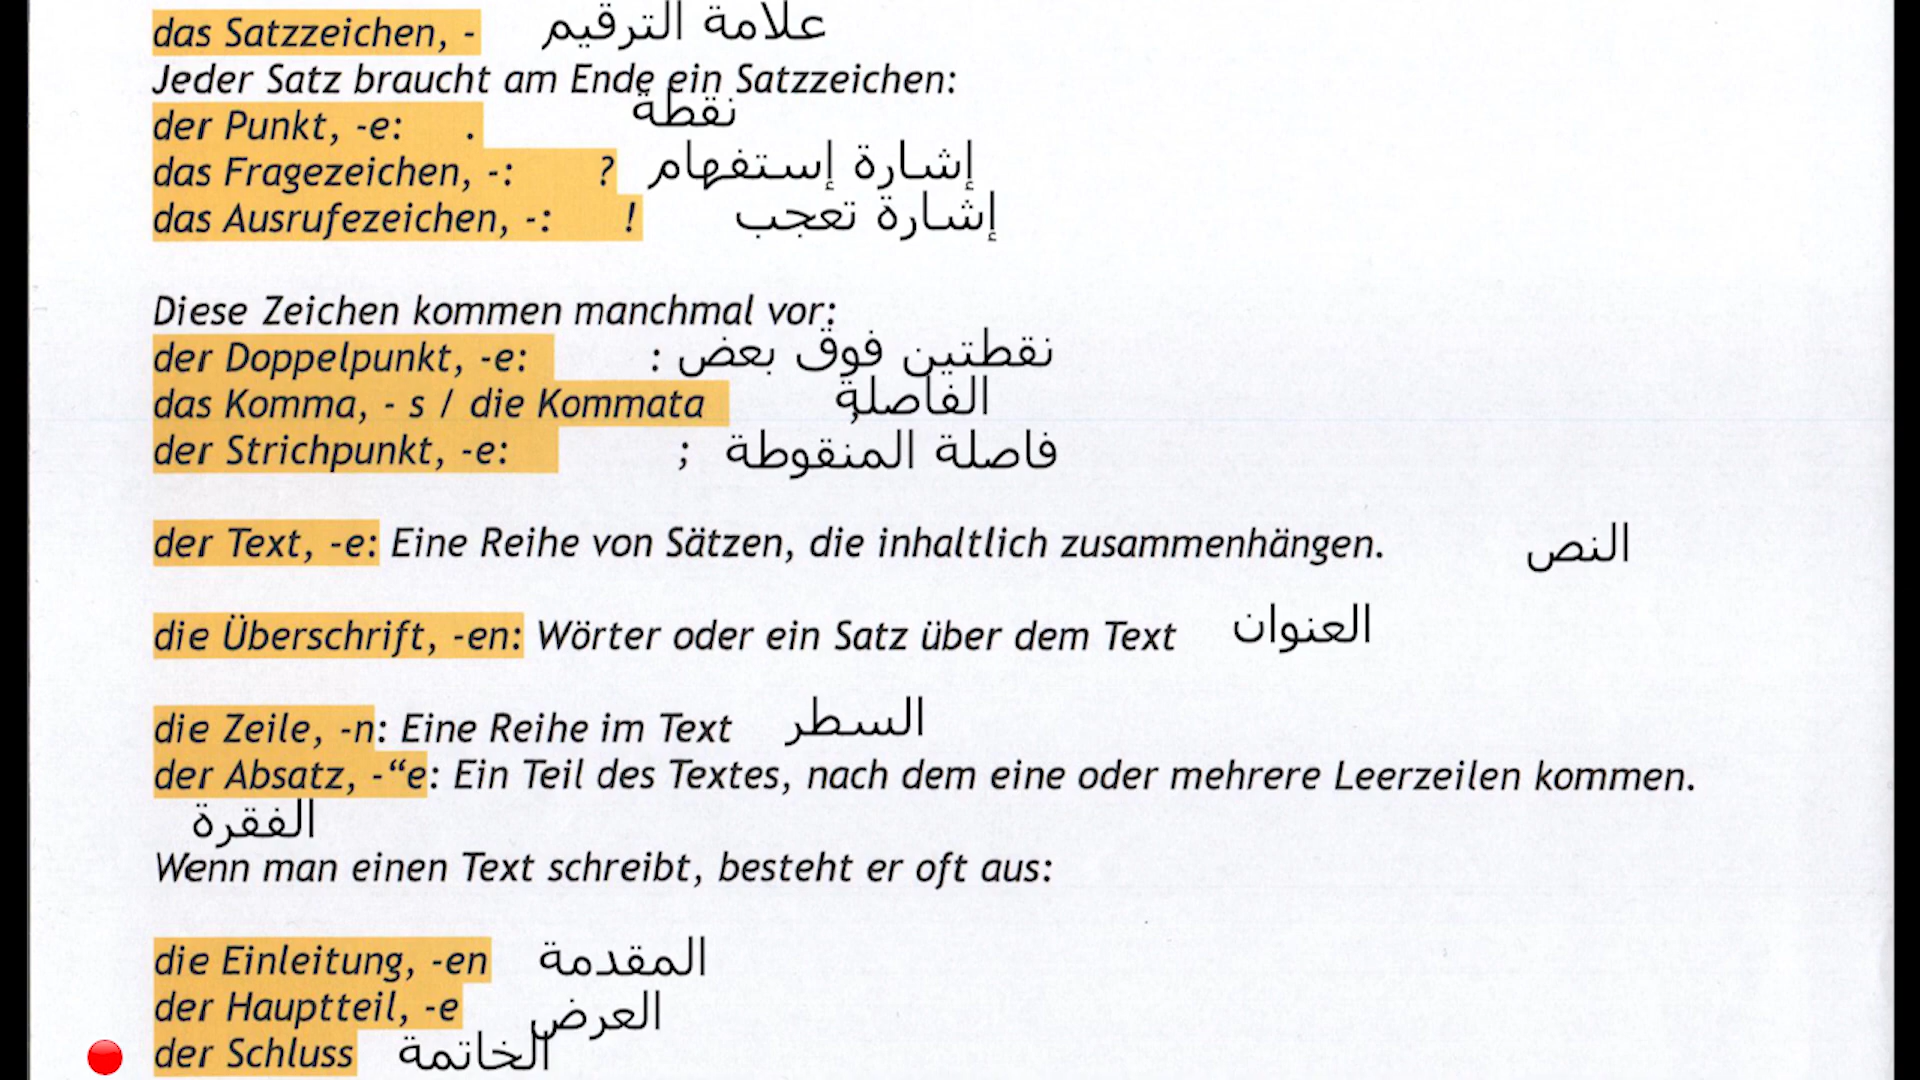 das Satzzeichen, - علامة الترقيم
Jeder Satz braucht am Ende ein Satzzeichen:
der Punkt, -e: . نقطة
das Fragezeichen, -: ? إشارة إستفهام
das Ausrufezeichen, -: ! إشارة تعجب
Diese Zeichen kommen manchmal vor:
der Doppelpunkt, -e: : نقطتين فوق بعض
das Komma, - s / die Kommata , الفاصلة
der Strichpunkt, -e: ; فاصلة المنقوطة
der Text, -e: Eine Reihe von Sätzen, die inhaltlich zusammenhängen. النص
die Überschrift, -en: Wörter oder ein Satz über dem Text العنوان
die Zeile, -n: Eine Reihe im Text السطر
der Absatz, -“e: Ein Teil des Textes, nach dem eine oder mehrere Leerzeilen kommen.
الفقرة
Wenn man einen Text schreibt, besteht er oft aus:
die Einleitung, -en المقدمة
der Hauptteil, -e العرض
der Schluss الخاتمة